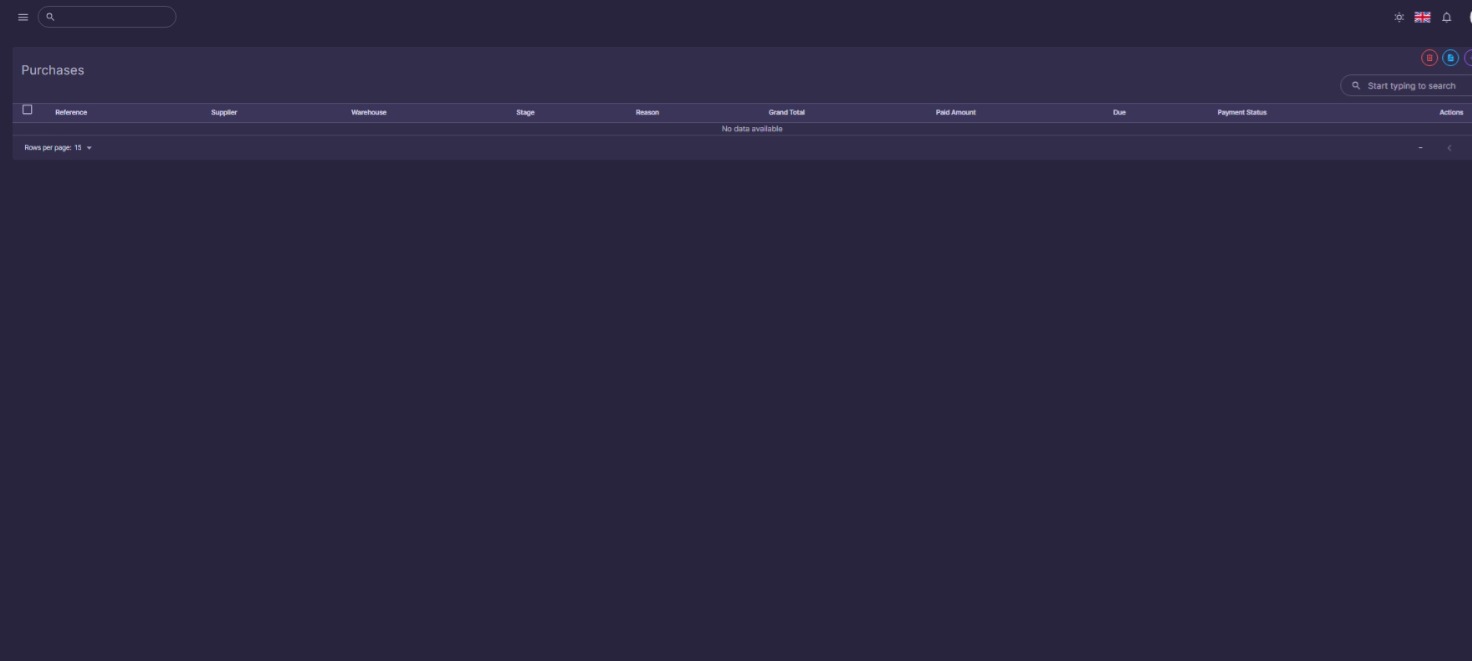 Purchases
Start typing to search
Reference Supplier Warehouse Stage Reason Grand Total Paid Amount Due Payment Status Actions
No data available
Rows per page: 15 –